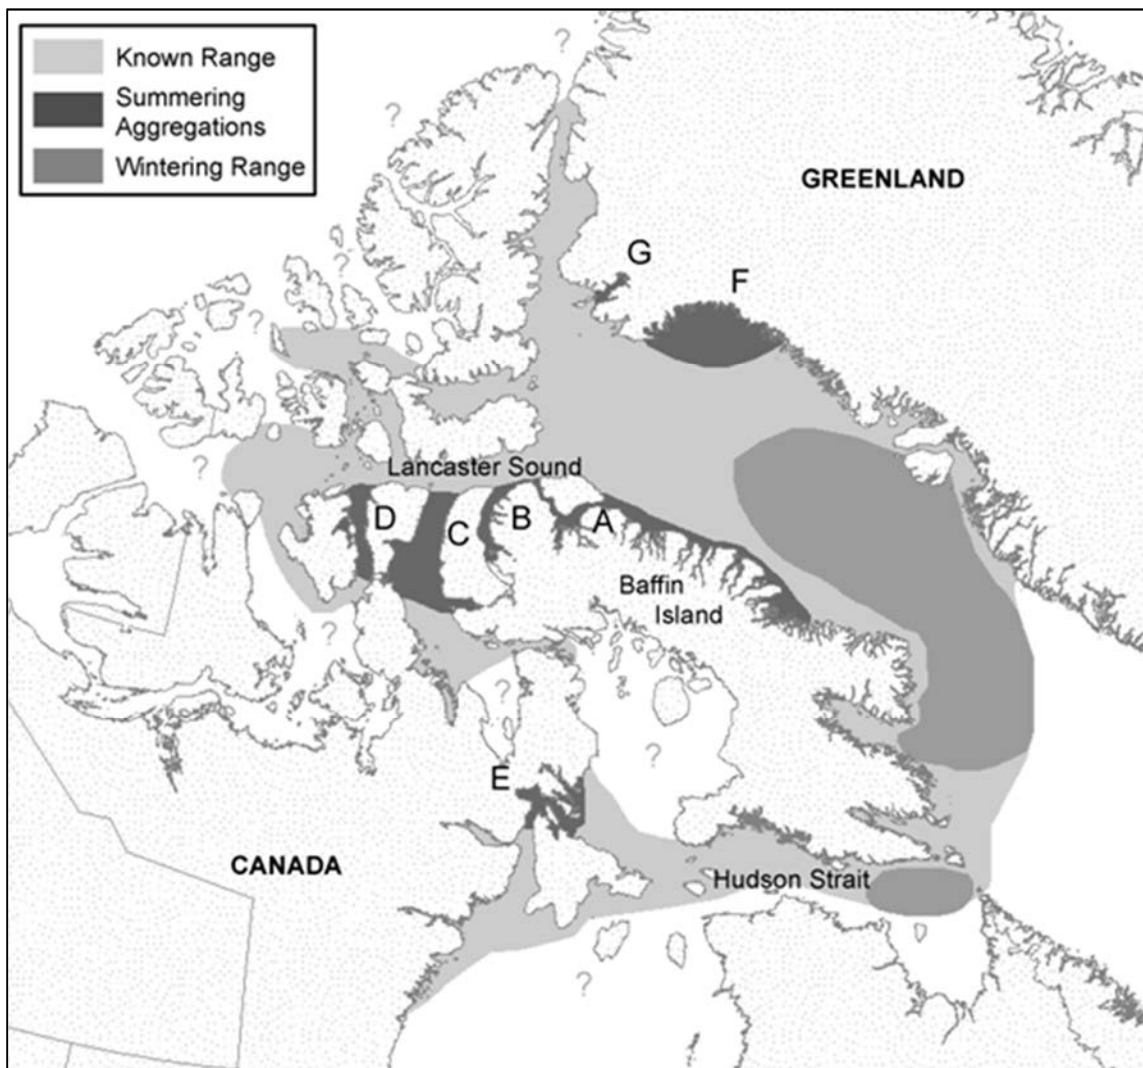 Known Range
Summering
Aggregations
Wintering Range
?
?
GREENLAND
G
F
?
?
?
Lancaster Sound
D
C
B
A
Baffin
Island
?
?
?
E
CANADA
Hudson Strait
?